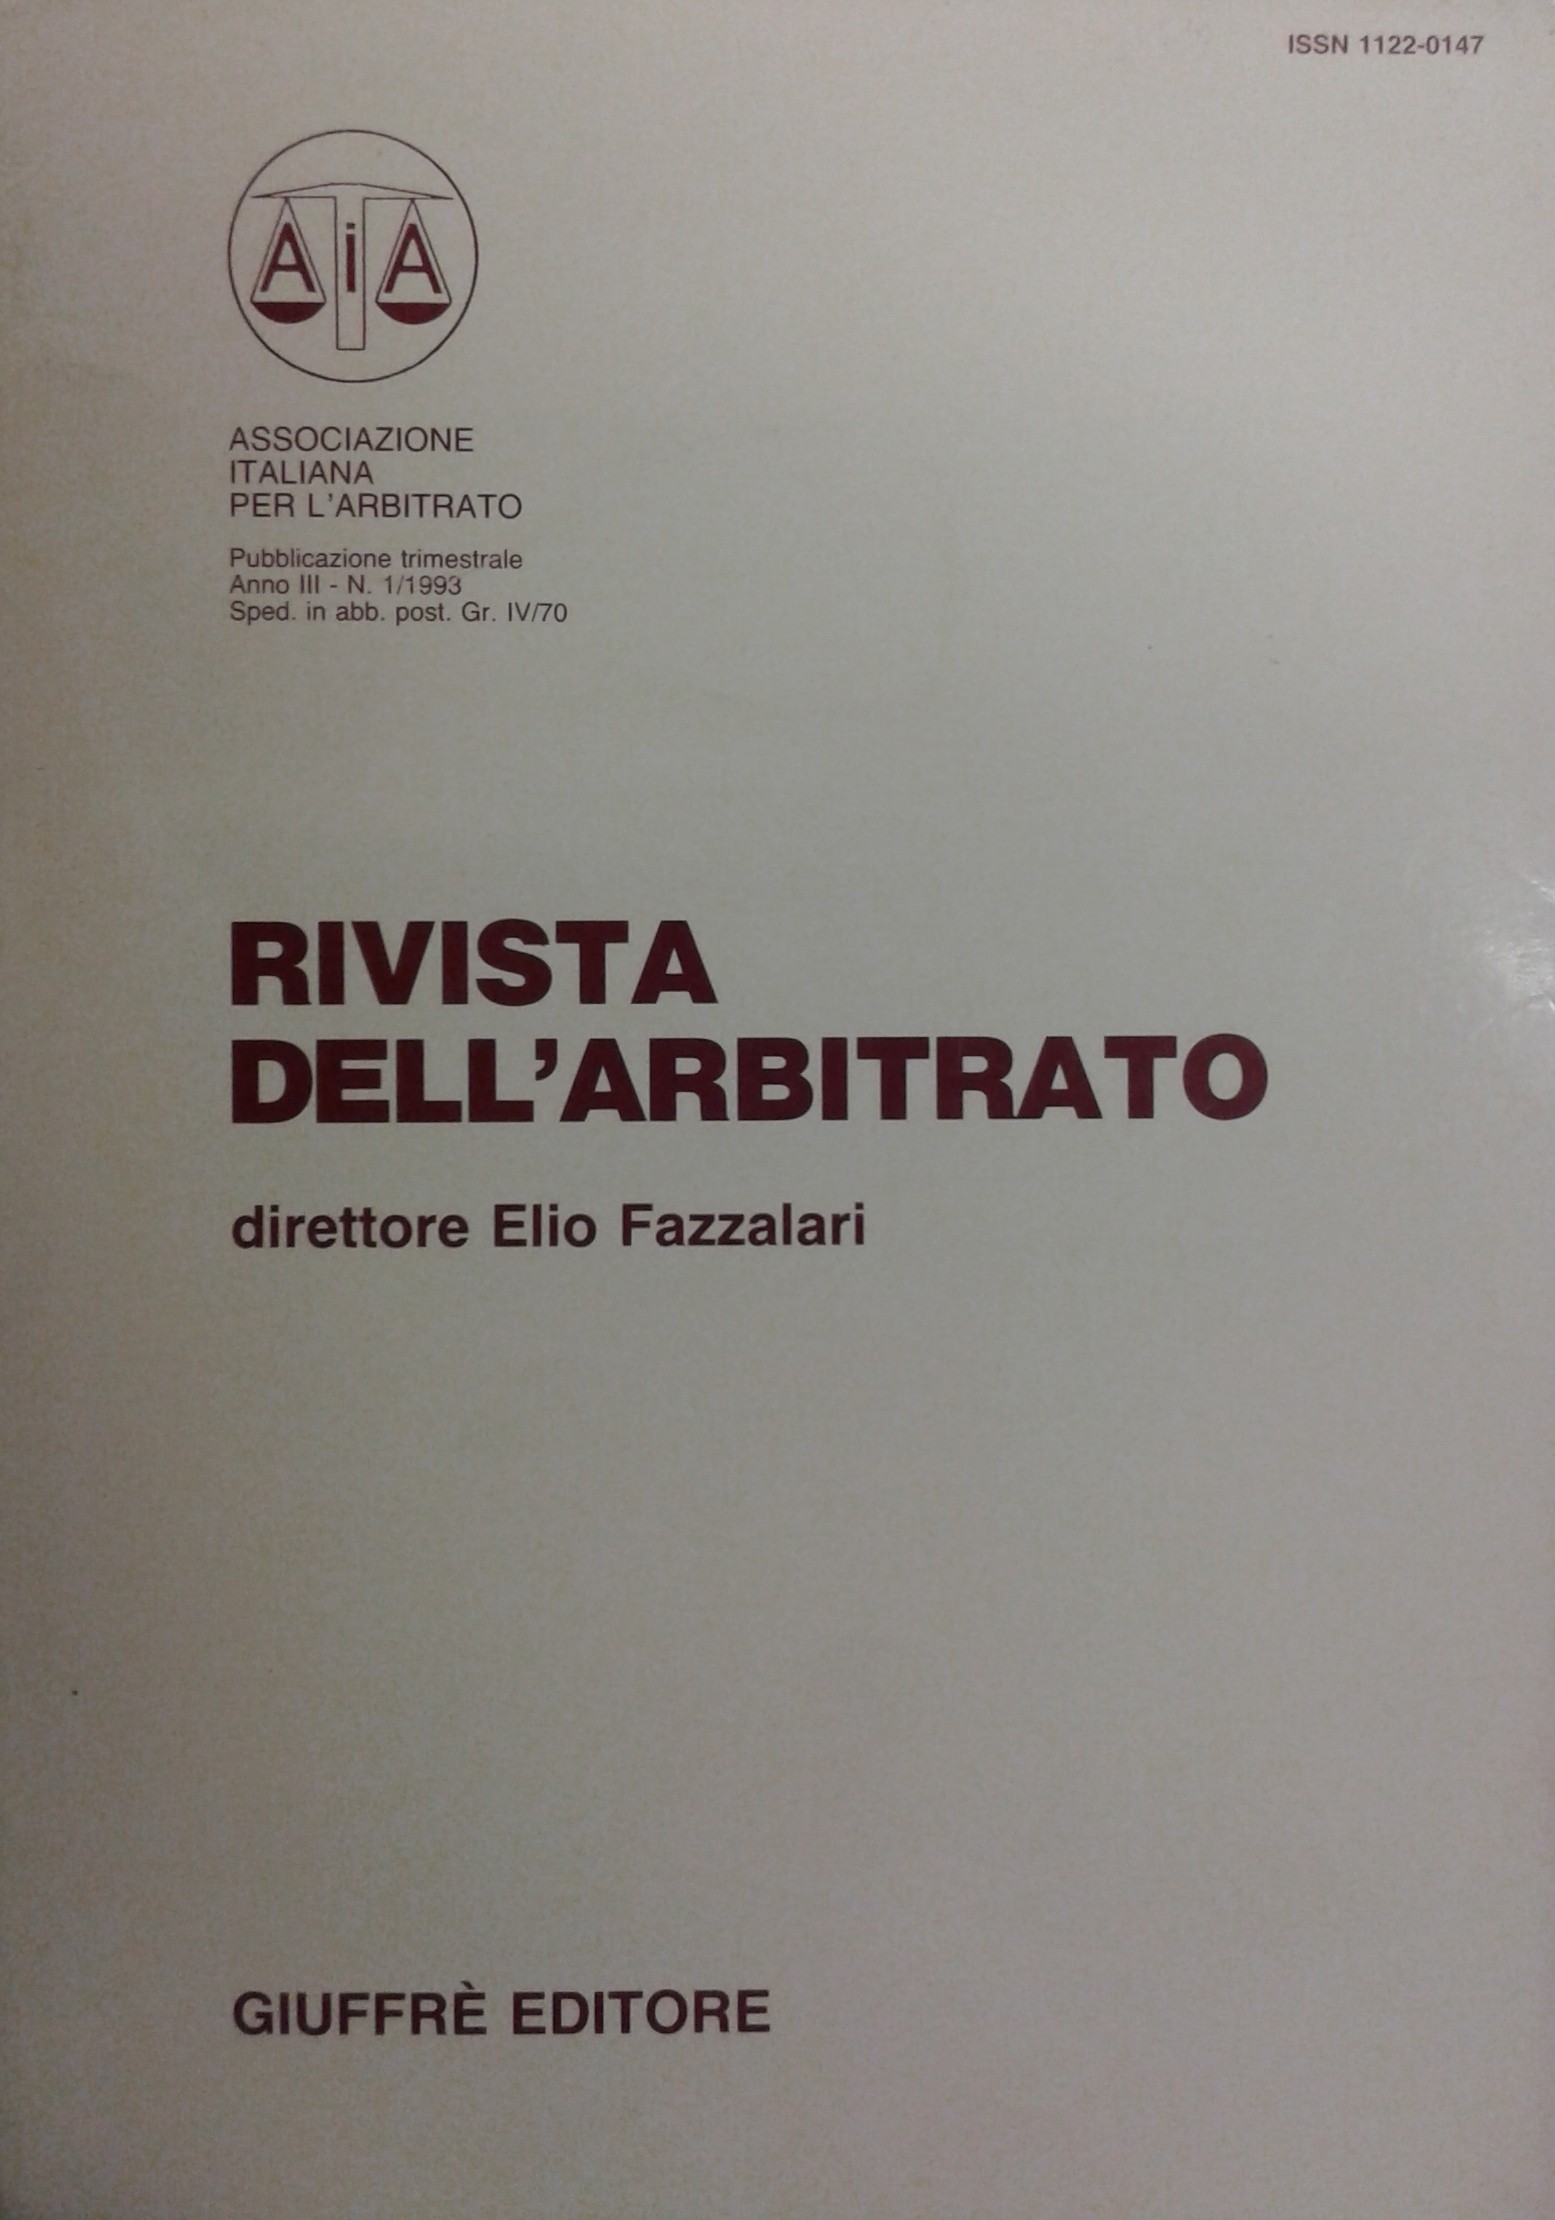 ISSN 1122-0147
AiA
ASSOCIAZIONE
ITALIANA
PER L'ARBITRATO
Pubblicazione trimestrale
Anno III - N. 1/1993
Sped. in abb. post. Gr. IV/70
RIVISTA
DELL'ARBITRATO
direttore Elio Fazzalari
GIUFFRÈ EDITORE